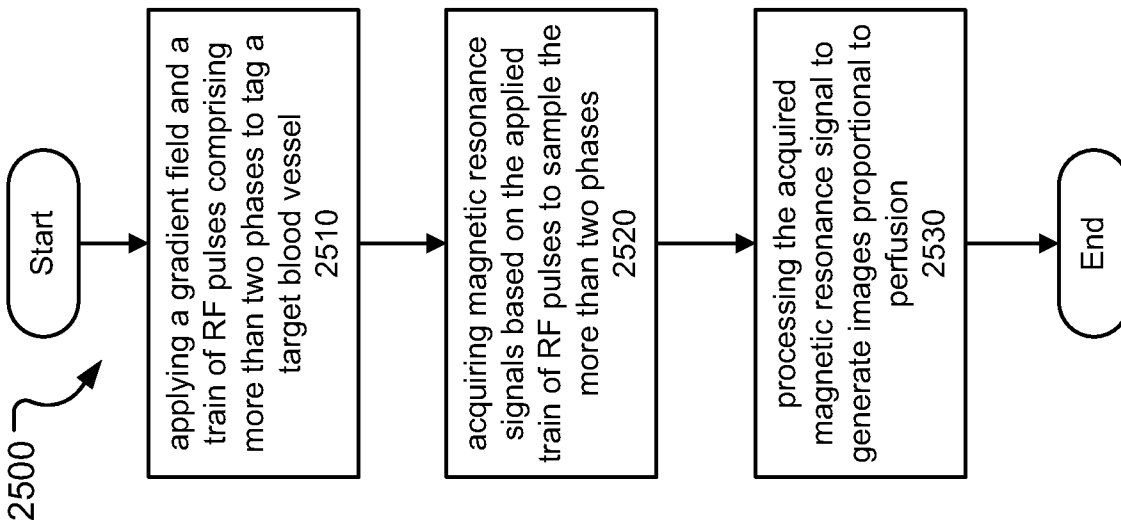 2500
Start
applying a gradient field and a
train of RF pulses comprising
more than two phases to tag a
target blood vessel
2510
acquiring magnetic resonance
signals based on the applied
train of RF pulses to sample the
more than two phases
2520
processing the acquired
magnetic resonance signal to
generate images proportional to
perfusion
2530
End